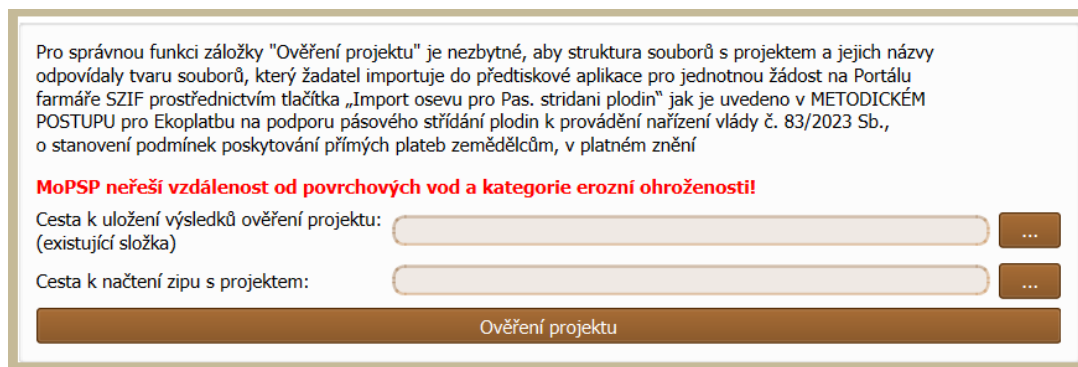 Pro správnou funkci záložky "Ověření projektu" je nezbytné, aby struktura souborů s projektem a jejich názvy
odpovídaly tvaru souborů, který žadatel importuje do předtiskové aplikace pro jednotnou žádost na Portálu
farmáře SZIF prostřednictvím tlačítka „Import osevu pro Pas. stridani plodin“ jak je uvedeno v METODICKÉM
POSTUPU pro Ekoplatbu na podporu pásového střídání plodin k provádění nařízení vlády č. 83/2023 Sb.,
o stanovení podmínek poskytování přímých plateb zemědělcům, v platném znění
MoPSP neřeší vzdálenost od povrchových vod a kategorie erozní ohroženosti!
Cesta k uložení výsledků ověření projektu:
(existující složka)
...
Cesta k načtení zipu s projektem:
...
Ověření projektu